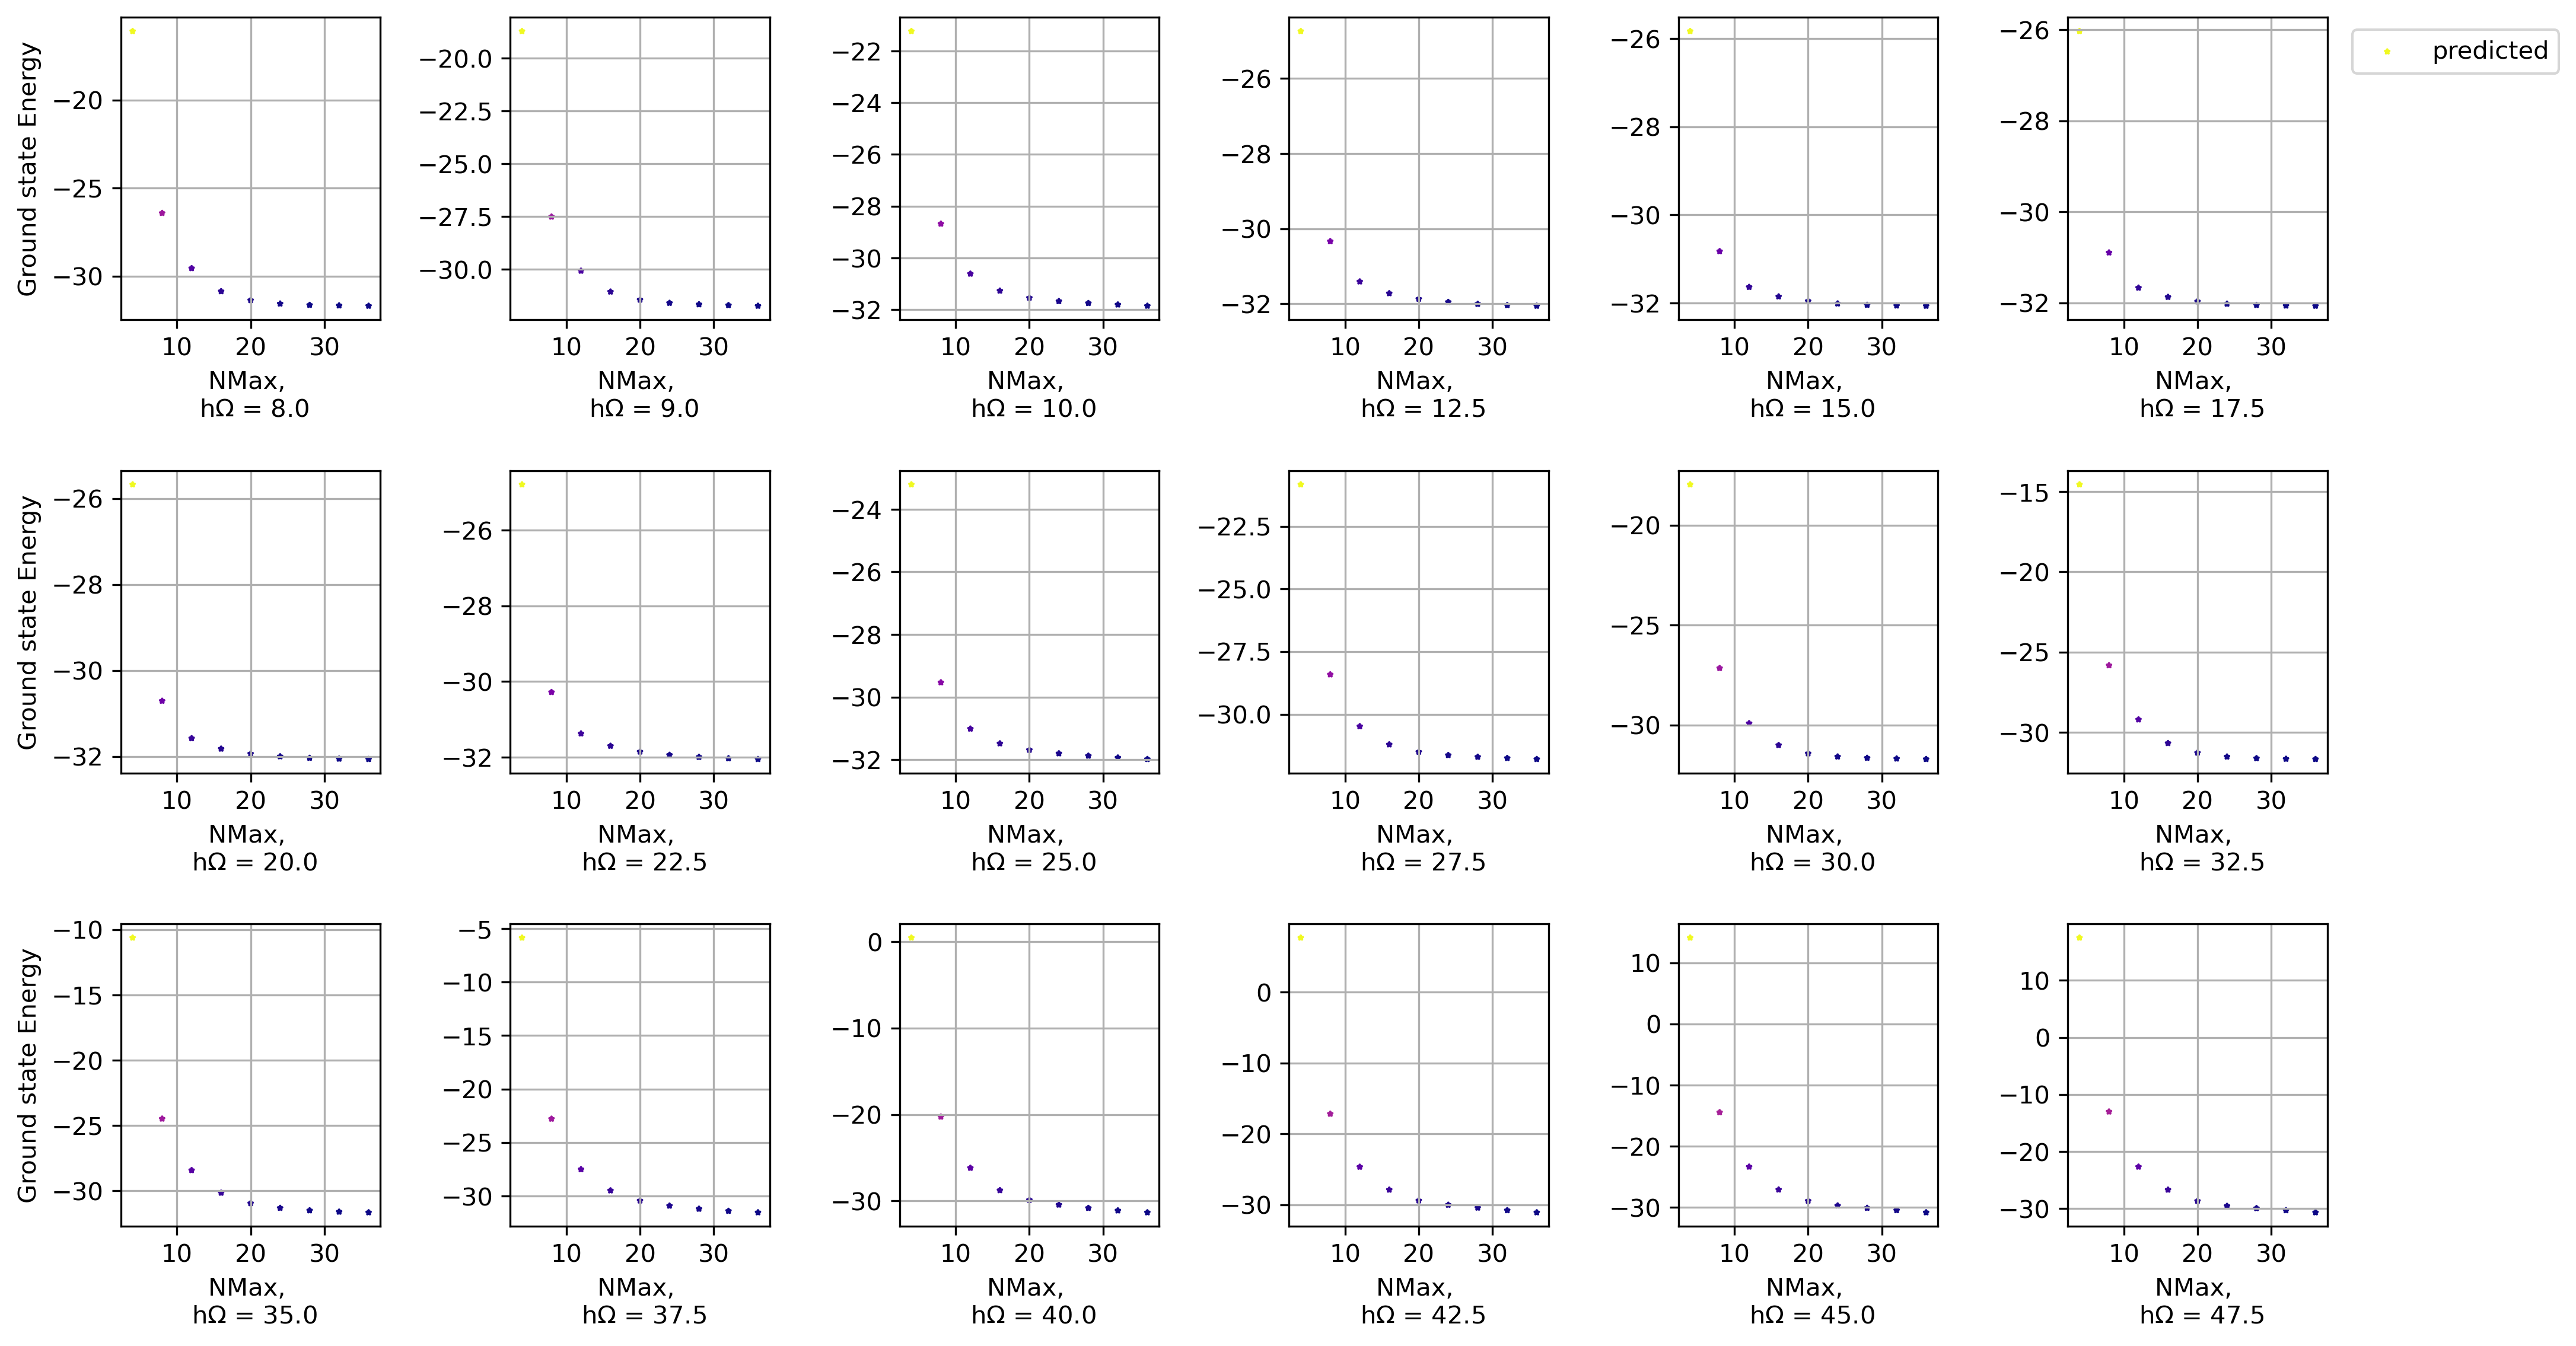 Ground state Energy
−20
−25
−30
10 20 30
NMax,
hΩ = 8.0
−20.0
−22.5
−25.0
−27.5
−30.0
10 20 30
NMax,
hΩ = 9.0
−22
−24
−26
−28
−30
−32
10 20 30
NMax,
hΩ = 10.0
−26
−28
−30
−32
10 20 30
NMax,
hΩ = 12.5
−26
−28
−30
−32
10 20 30
NMax,
hΩ = 15.0
−26
−28
−30
−32
10 20 30
NMax,
hΩ = 17.5
predicted
Ground state Energy
−26
−28
−30
−32
10 20 30
NMax,
hΩ = 20.0
−26
−28
−30
−32
10 20 30
NMax,
hΩ = 22.5
−24
−26
−28
−30
−32
10 20 30
NMax,
hΩ = 25.0
−22.5
−25.0
−27.5
−30.0
10 20 30
NMax,
hΩ = 27.5
−20
−25
−30
10 20 30
NMax,
hΩ = 30.0
−15
−20
−25
−30
10 20 30
NMax,
hΩ = 32.5
Ground state Energy
−10
−15
−20
−25
−30
10 20 30
NMax,
hΩ = 35.0
−5
−10
−15
−20
−25
−30
10 20 30
NMax,
hΩ = 37.5
0
−10
−20
−30
10 20 30
NMax,
hΩ = 40.0
0
−10
−20
−30
10 20 30
NMax,
hΩ = 42.5
10
0
−10
−20
−30
10 20 30
NMax,
hΩ = 45.0
10
0
−10
−20
−30
10 20 30
NMax,
hΩ = 47.5